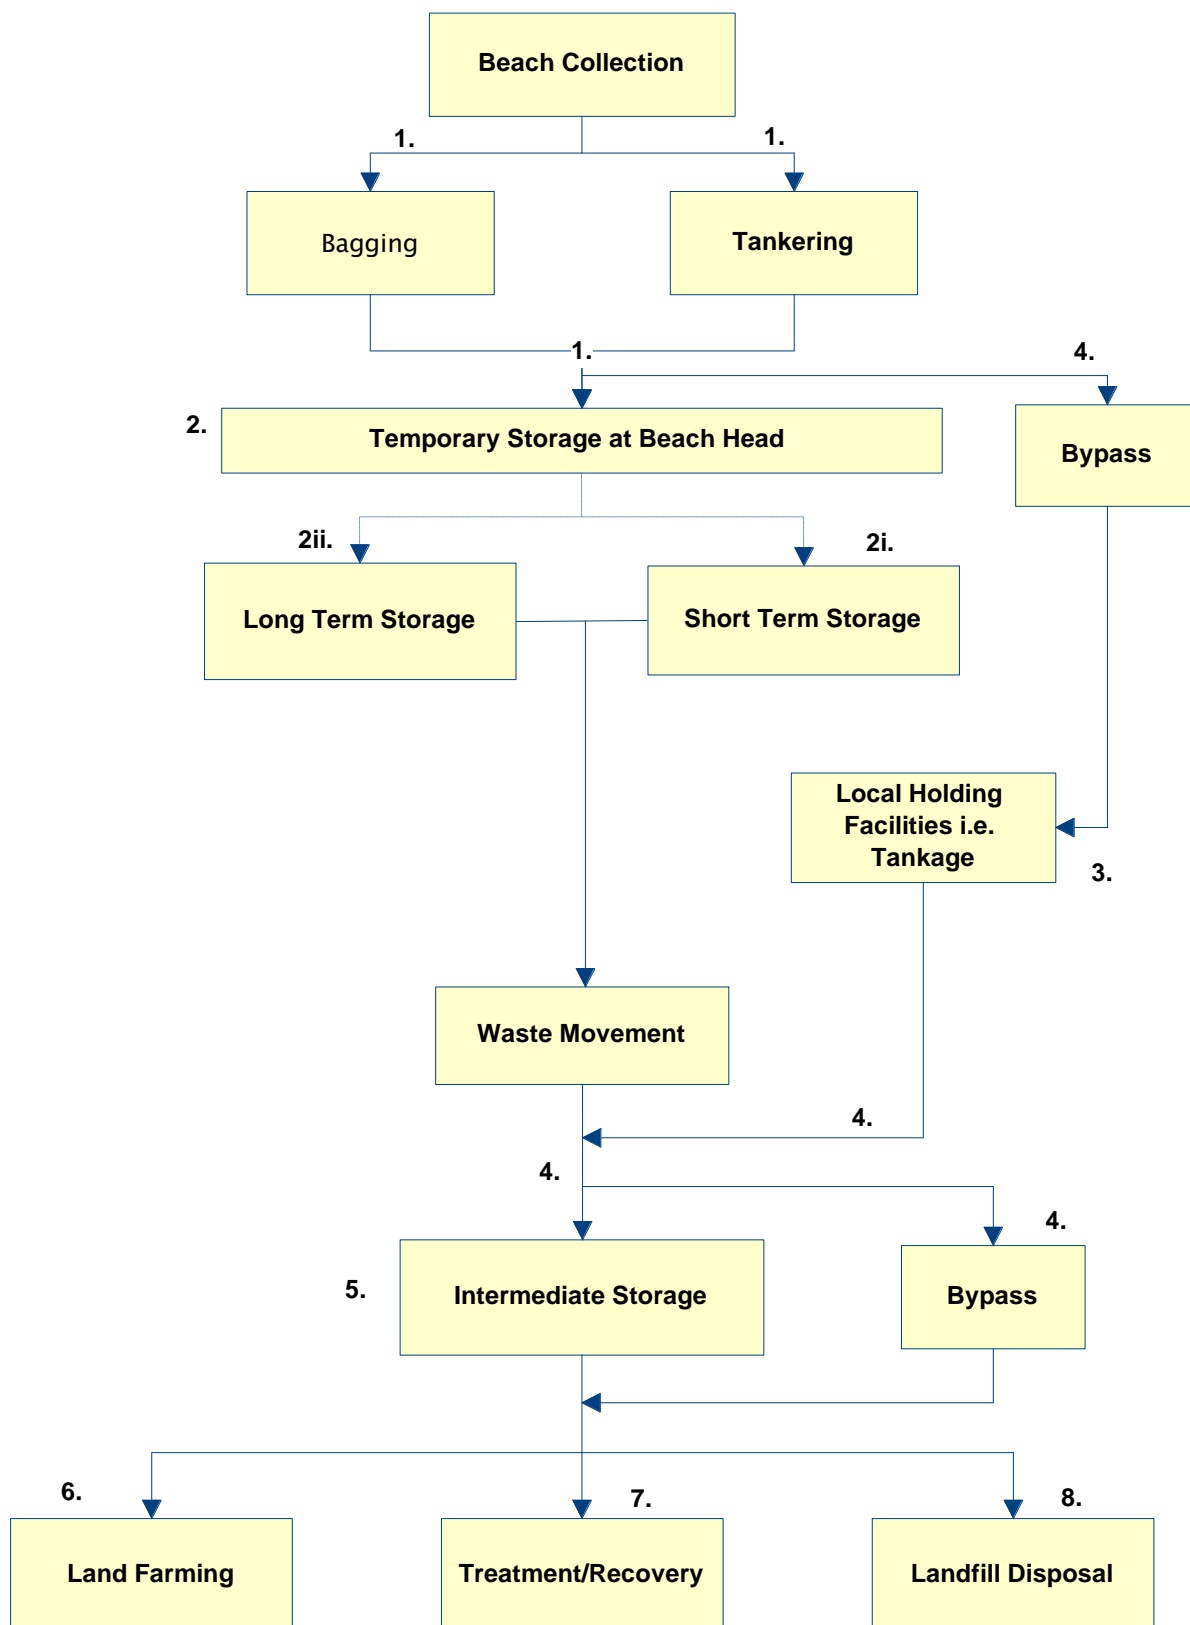 Beach Collection
1.
1.
Bagging
Tankering
1.
4.
2.
Temporary Storage at Beach Head
Bypass
2ii.
2i.
Long Term Storage
Short Term Storage
Local Holding
Facilities i.e.
Tankage
3.
Waste Movement
4.
4.
4.
5.
Intermediate Storage
Bypass
6.
7.
8.
Land Farming
Treatment/Recovery
Landfill Disposal